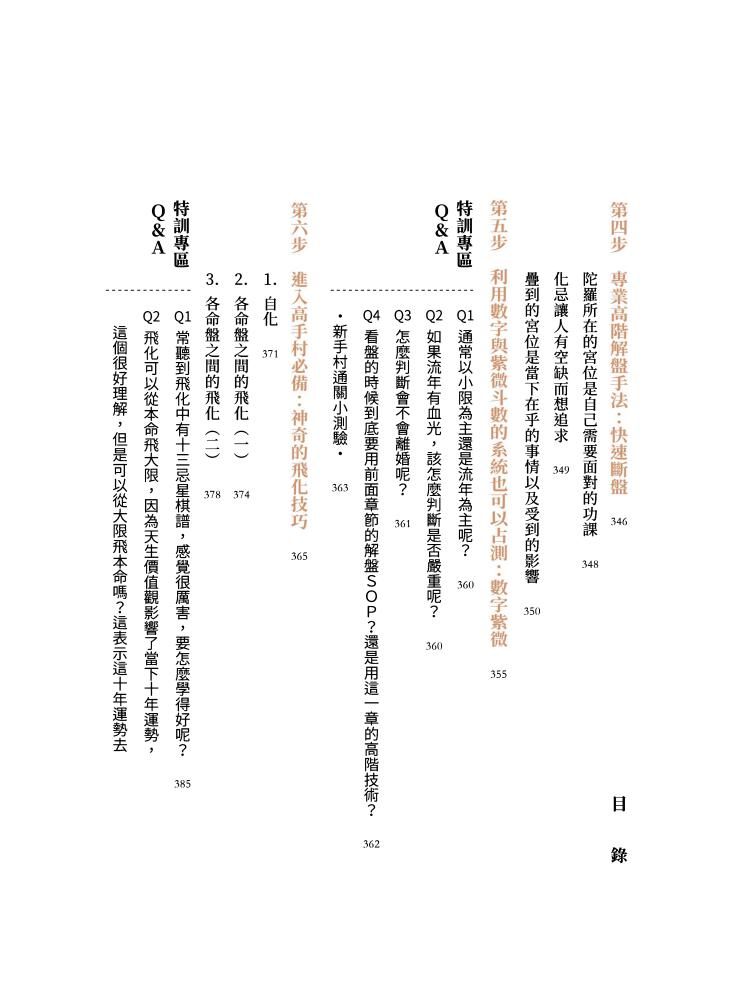 第四步　專業高階解盤手法：快速斷盤　346
陀羅所在的宮位是自己需要面對的功課　348
化忌讓人有空缺而想追求　349
疊到的宮位是當下在乎的事情以及受到的影響　350
第五步　利用數字與紫微斗數的系統也可以占測：數字紫微　355
特訓專區
Q&A
Q1 通常以小限為主還是流年為主呢？　360
Q2 如果流年有血光，該怎麼判斷是否嚴重呢？　360
Q3 怎麼判斷會不會離婚呢？　361
Q4 看盤的時候到底要用前面章節的解盤ＳＯＰ？還是用這一章的高階技術？　362
・新手村通關小測驗・　363
第六步　進入高手村必備：神奇的飛化技巧　365
1. 自化　371
2. 各命盤之間的飛化（一）　374
3. 各命盤之間的飛化（二）　378
特訓專區
Q&A
Q1 常聽到飛化中有十三忌星棋譜，感覺很厲害，要怎麼學得好呢？　385
Q2 飛化可以從本命飛大限，因為天生價值觀影響了當下十年運勢，
這個很好理解，但是可以從大限飛本命嗎？這表示這十年運勢去
目　錄